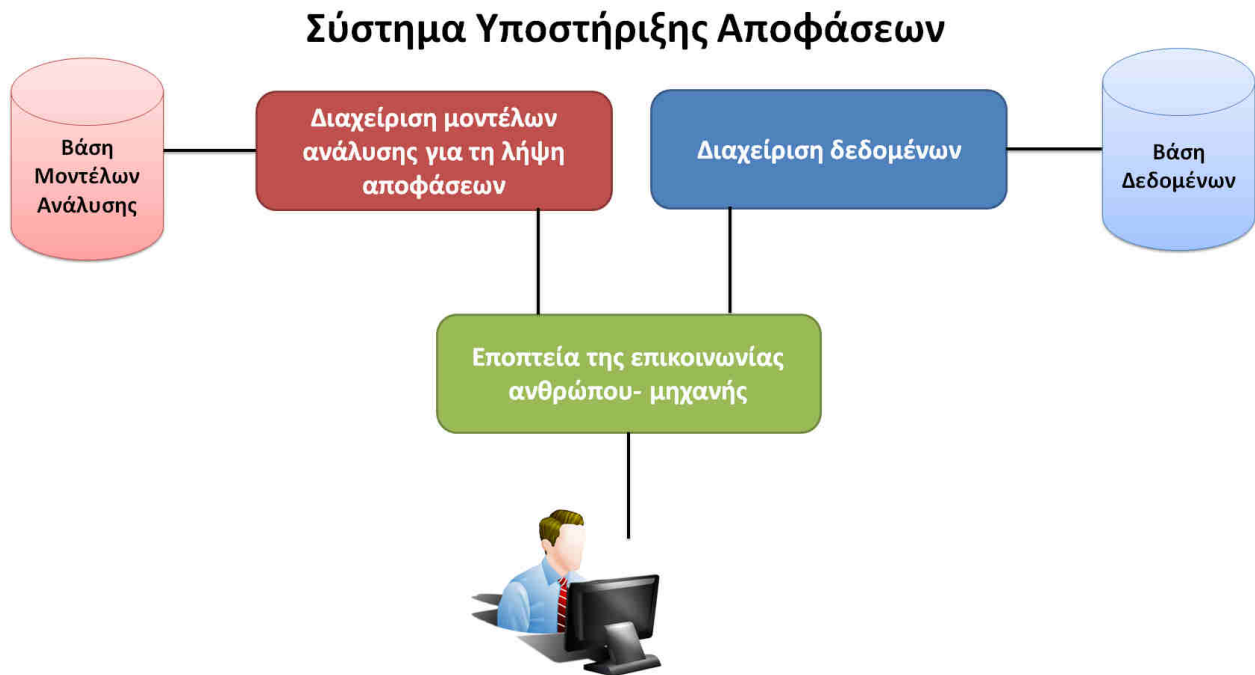 Σύστημα Υποστήριξης Αποφάσεων
Βάση
Μοντέλων
Ανάλυσης
Διαχείριση μοντέλων
ανάλυσης για τη λήψη
αποφάσεων
Διαχείριση δεδομένων
Βάση
Δεδομένων
Εποπτεία της επικοινωνίας
ανθρώπου- μηχανής